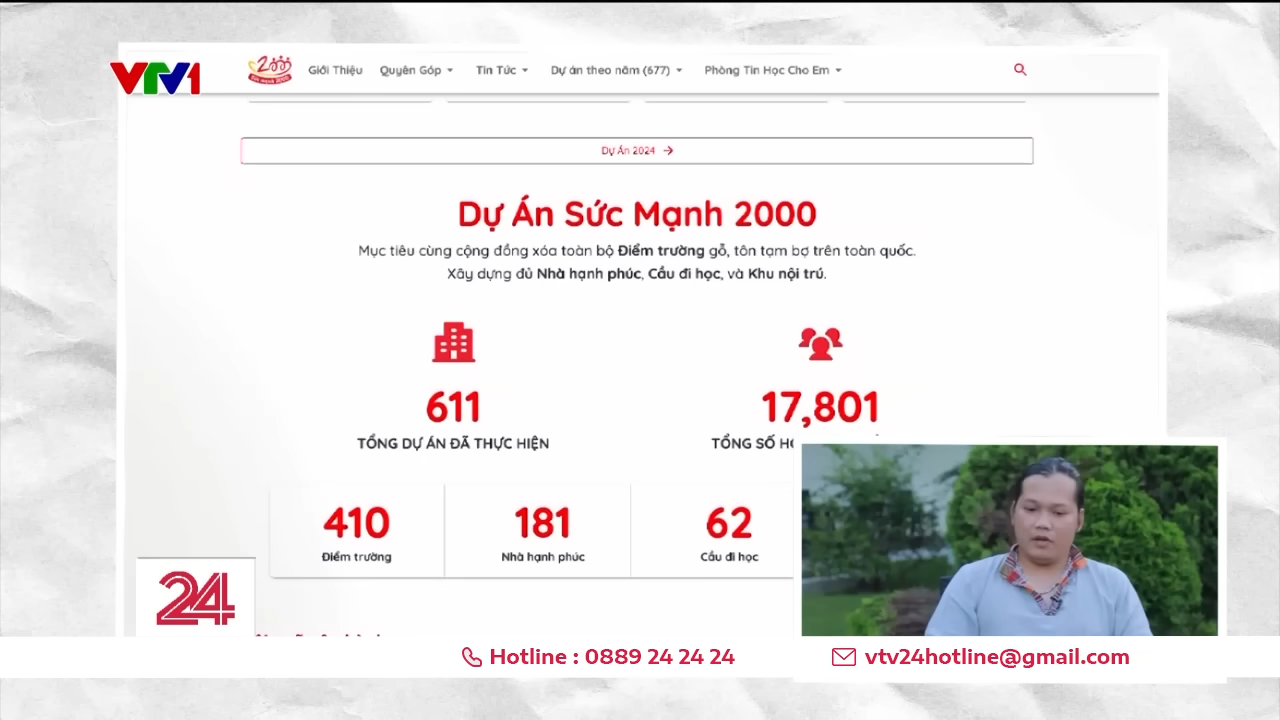 VTV1
2000
Giới Thiệu Quyên Góp Tin Tức Dự án theo năm (677) Phòng Tin Học Cho Em
Dự Án 2024
Dự Án Sức Mạnh 2000
Mục tiêu cùng cộng đồng xóa toàn bộ Điểm trường gỗ, tôn tạm bợ trên toàn quốc.
Xây dựng đủ Nhà hạnh phúc, Cầu đi học, và Khu nội trú.
611
TỔNG DỰ ÁN ĐÃ THỰC HIỆN
17,801
TỔNG SỐ
410
Điểm trường
181
Nhà hạnh phúc
62
Cầu đi học
24
Hotline : 0889 24 24 24
vtv24hotline@gmail.com